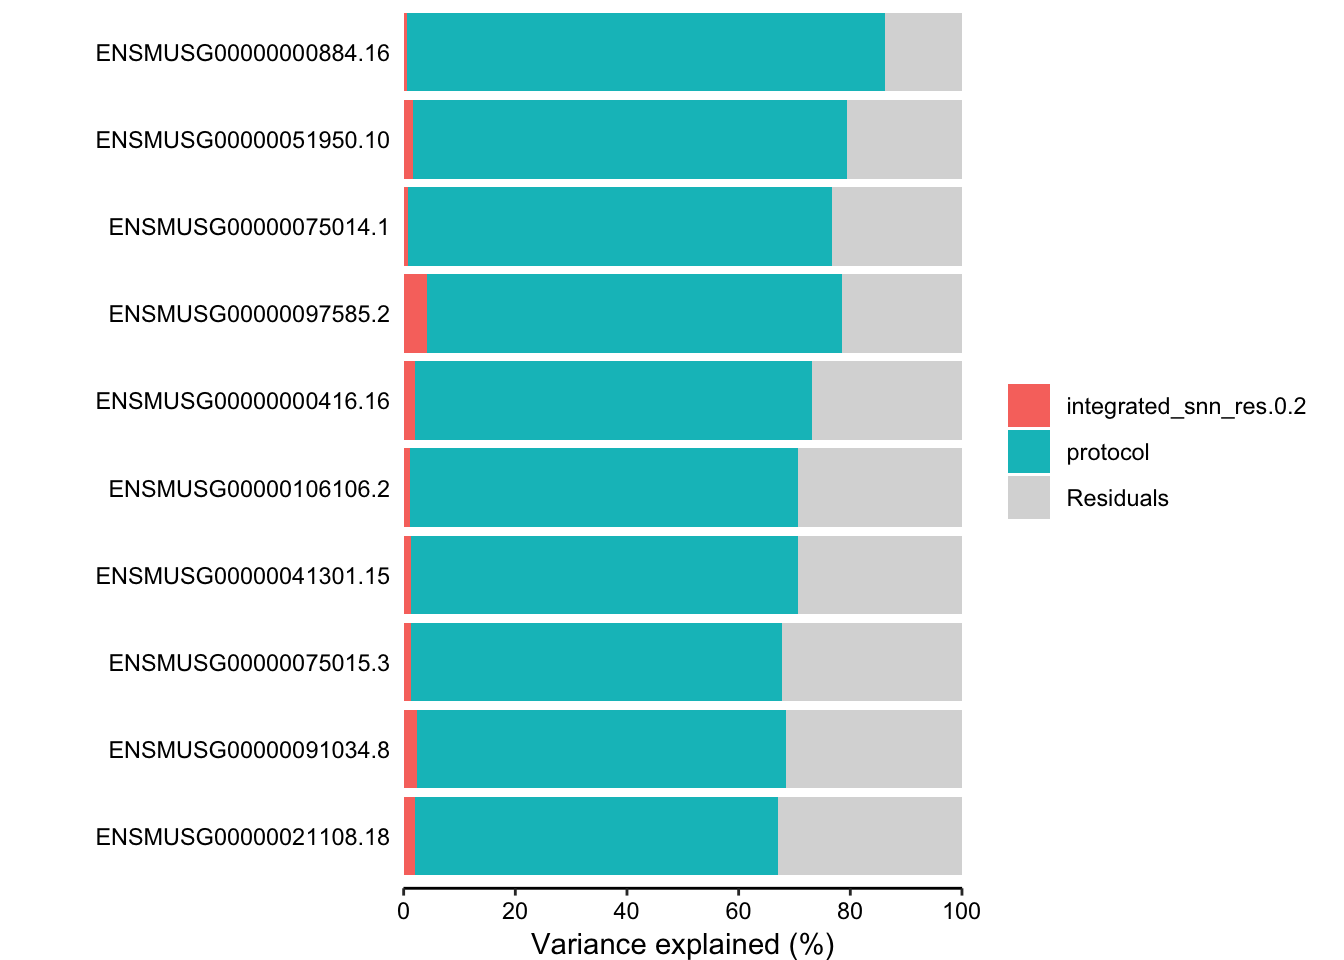 ENSMUSG00000000884.16
ENSMUSG00000051950.10
ENSMUSG00000075014.1
ENSMUSG00000097585.2
ENSMUSG00000000416.16
ENSMUSG00000106106.2
ENSMUSG00000041301.15
ENSMUSG00000075015.3
ENSMUSG00000091034.8
ENSMUSG00000021108.18
integrated_snn_res.0.2
protocol
Residuals
0 20 40 60 80 100
Variance explained (%)